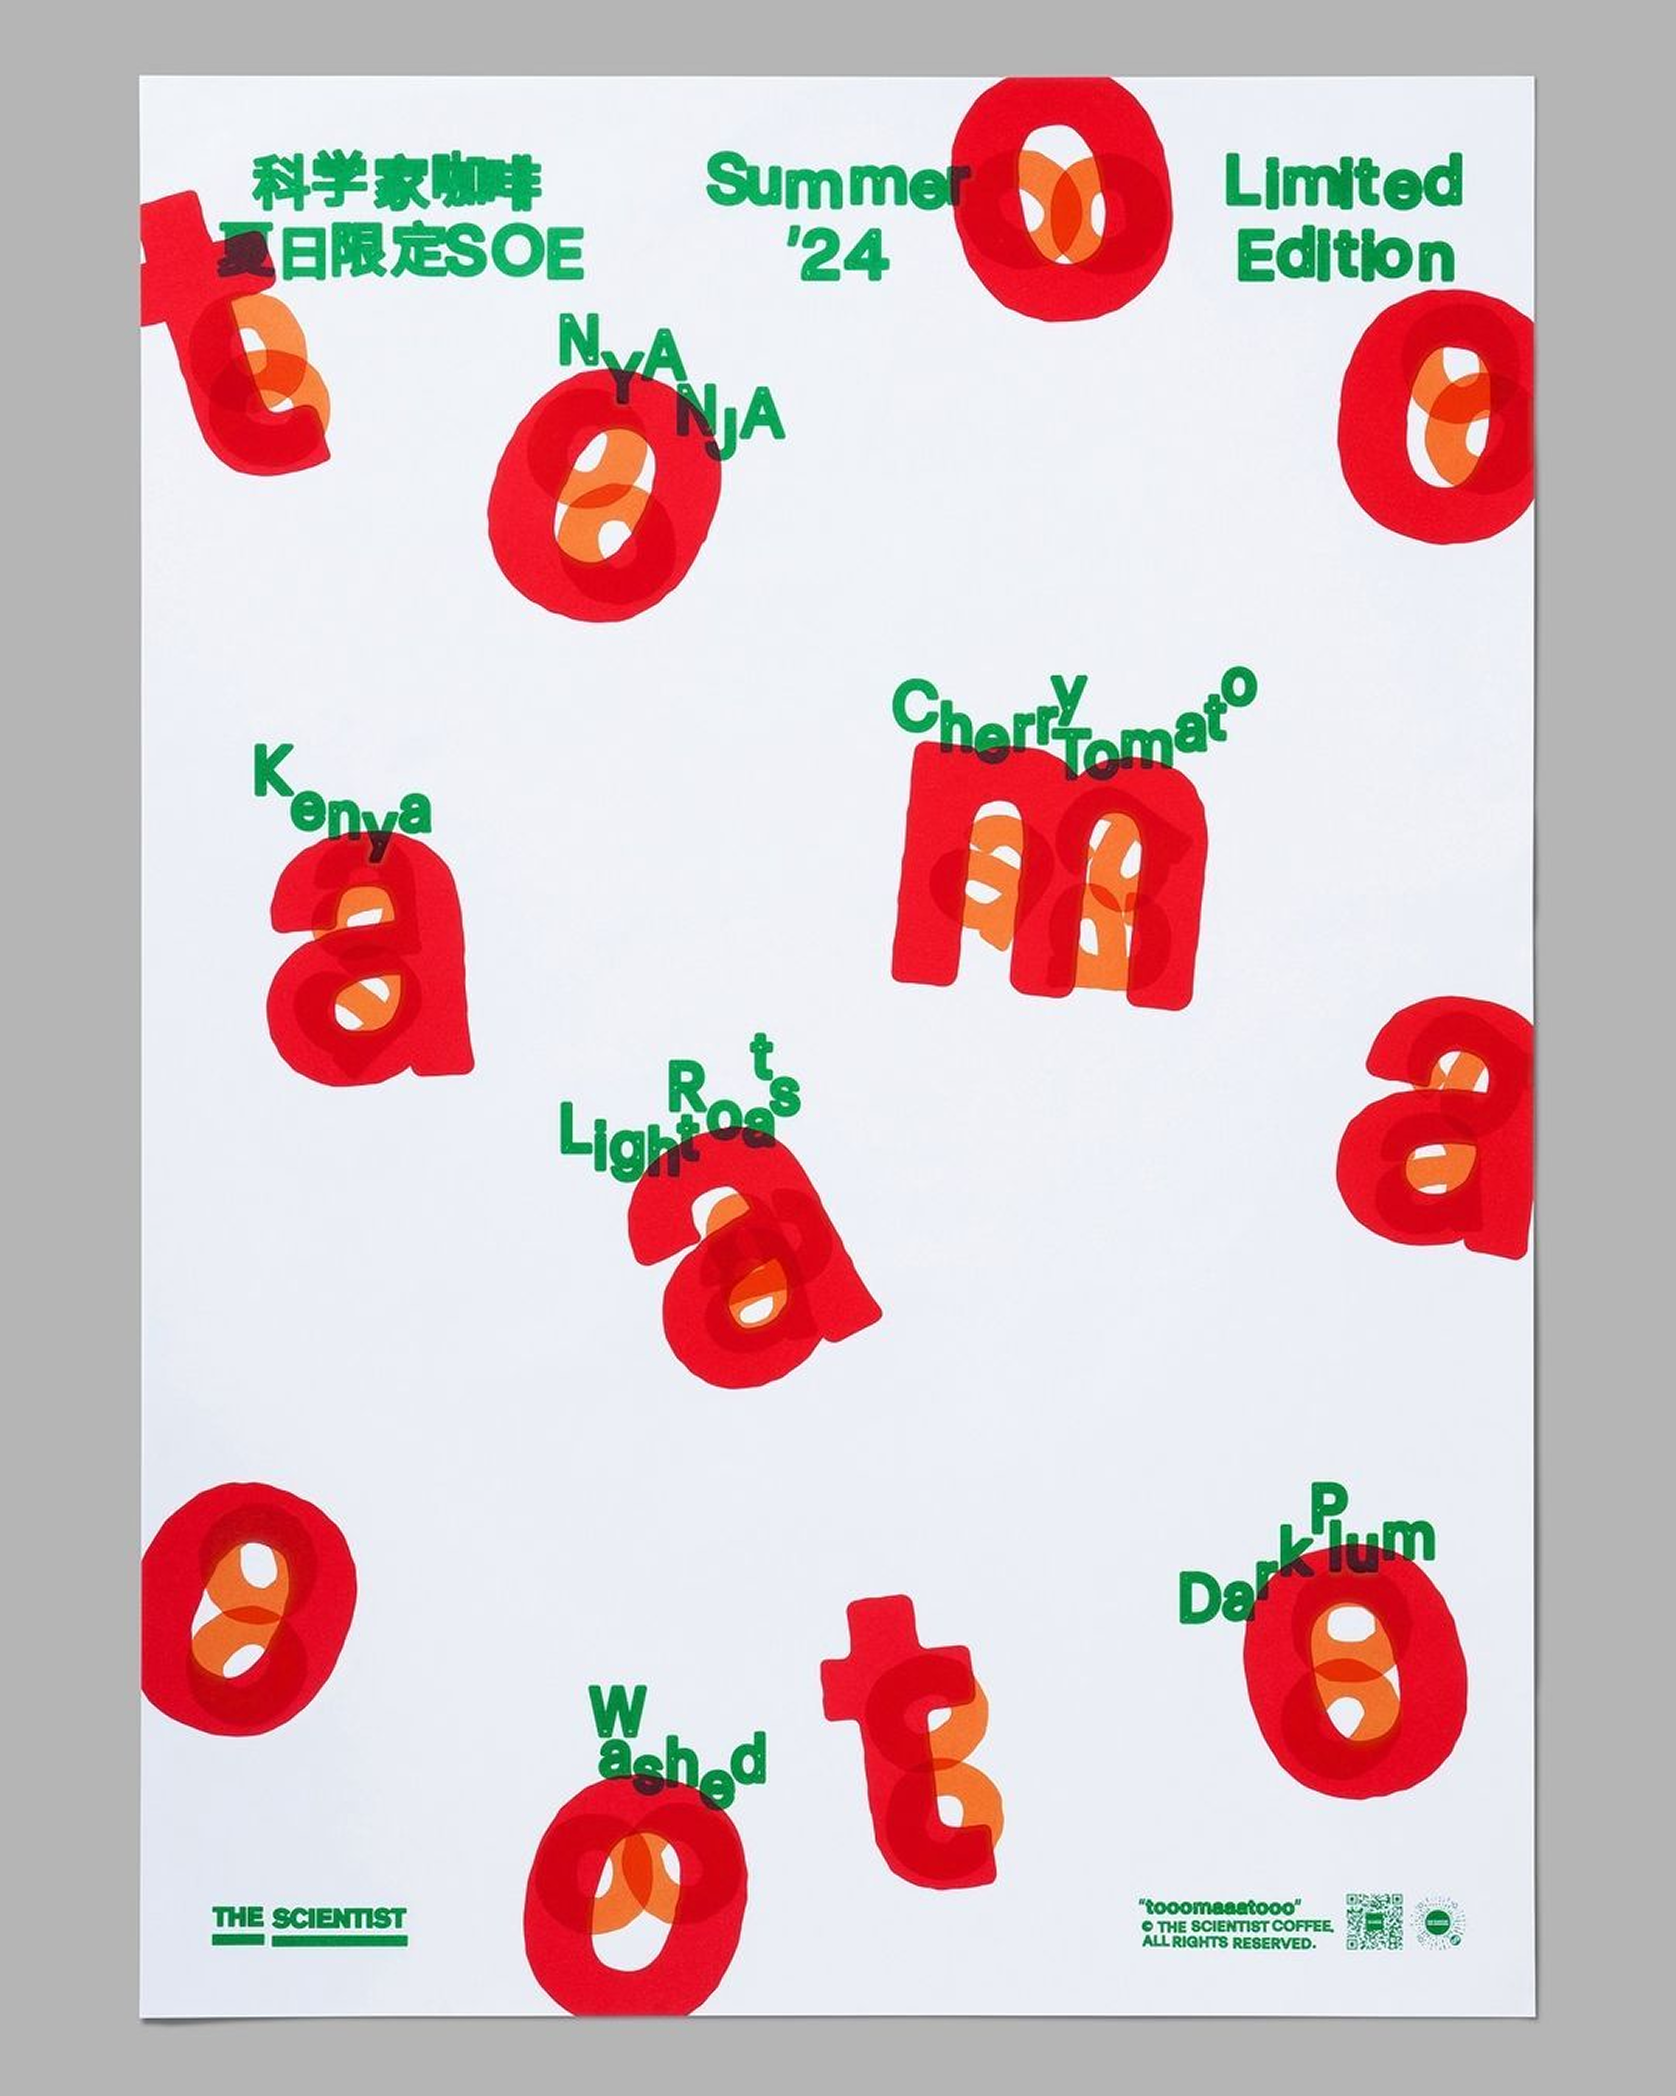 科学家咖啡
夏日限定SOE
Summer
'24
Limited
Edition
t
o
o
o
NYANJA
Cherry Tomato
m
Kenya
a
a
Light Roats
a
o
Dark Plum
o
t
Washed
o
THE SCIENTIST
"tooomaaatooo"
© THE SCIENTIST COFFEE,
ALL RIGHTS RESERVED.